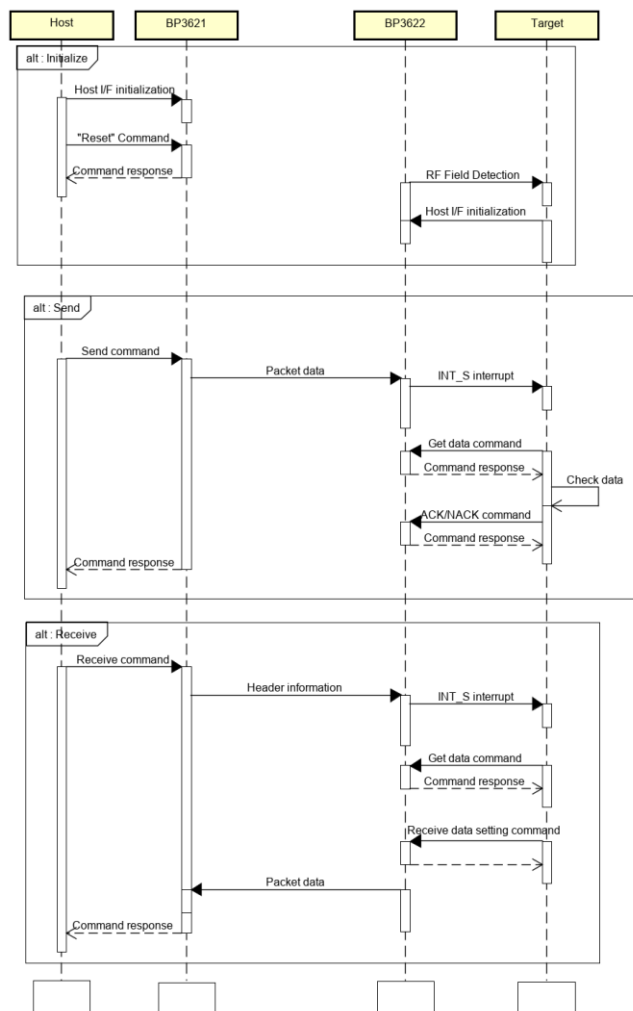 Host
BP3621
BP3622
Target
alt : Initialize
Host I/F initialization
"Reset" Command
Command response
RF Field Detection
Host I/F initialization
alt : Send
Send command
Packet data
INT_S interrupt
Get data command
Command response
Check data
ACK/NACK command
Command response
Command response
alt : Receive
Receive command
Header information
INT_S interrupt
Get data command
Command response
Receive data setting command
Packet data
Command response